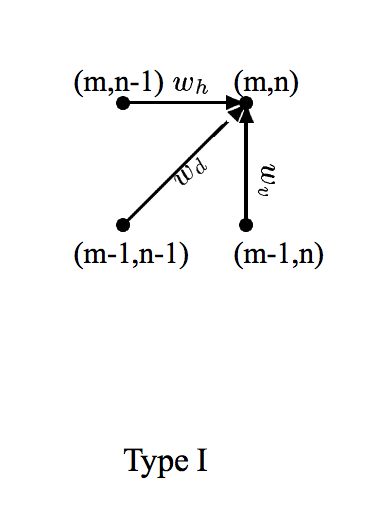 (m,n-1) w_h (m,n)
w_d
w_v
(m-1,n-1) (m-1,n)
Type I